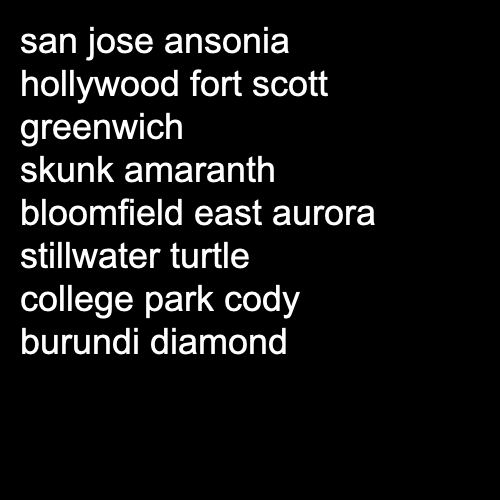 san jose ansonia
hollywood fort scott
greenwich
skunk amaranth
bloomfield east aurora
stillwater turtle
college park cody
burundi diamond